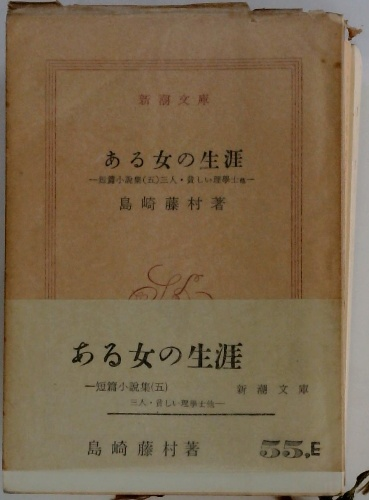 新潮文庫
ある女の生涯
―短篇小説集(五)三人・貧しい理學士他―
島崎藤村著
ある女の生涯
―短篇小説集(五)
新潮文庫
三人・貧しい理學士他―
島崎藤村著
55.E